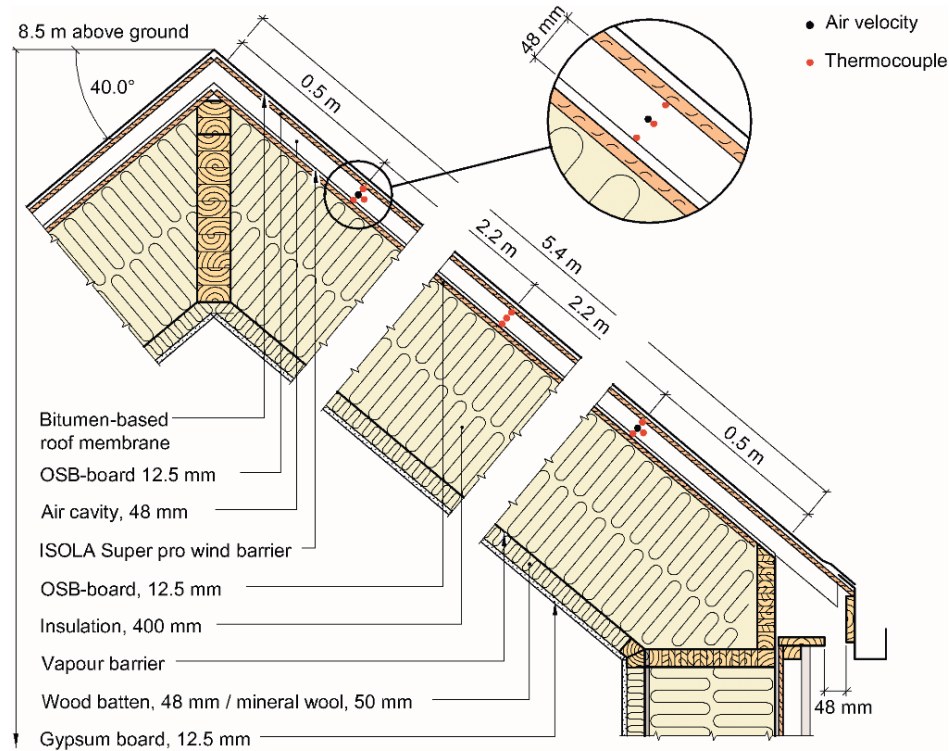 8.5 m above ground
40.0°
0.5 m
48 mm
Air velocity
Thermocouple
2.2 m
5.4 m
2.2 m
0.5 m
Bitumen-based
roof membrane
OSB-board 12.5 mm
Air cavity, 48 mm
ISOLA Super pro wind barrier
OSB-board, 12.5 mm
Insulation, 400 mm
Vapour barrier
Wood batten, 48 mm / mineral wool, 50 mm
Gypsum board, 12.5 mm
48 mm